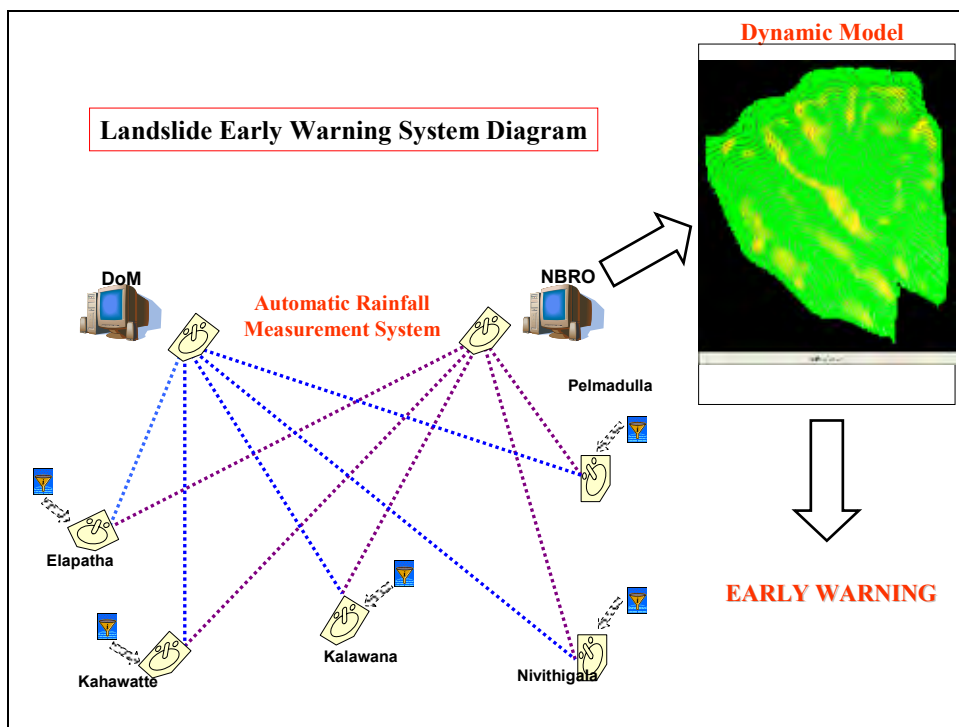 Dynamic Model
Landslide Early Warning System Diagram
DoM
NBRO
Automatic Rainfall
Measurement System
Pelmadulla
Elapatha
EARLY WARNING
Kalawana
Nivithigala
Kahawatte